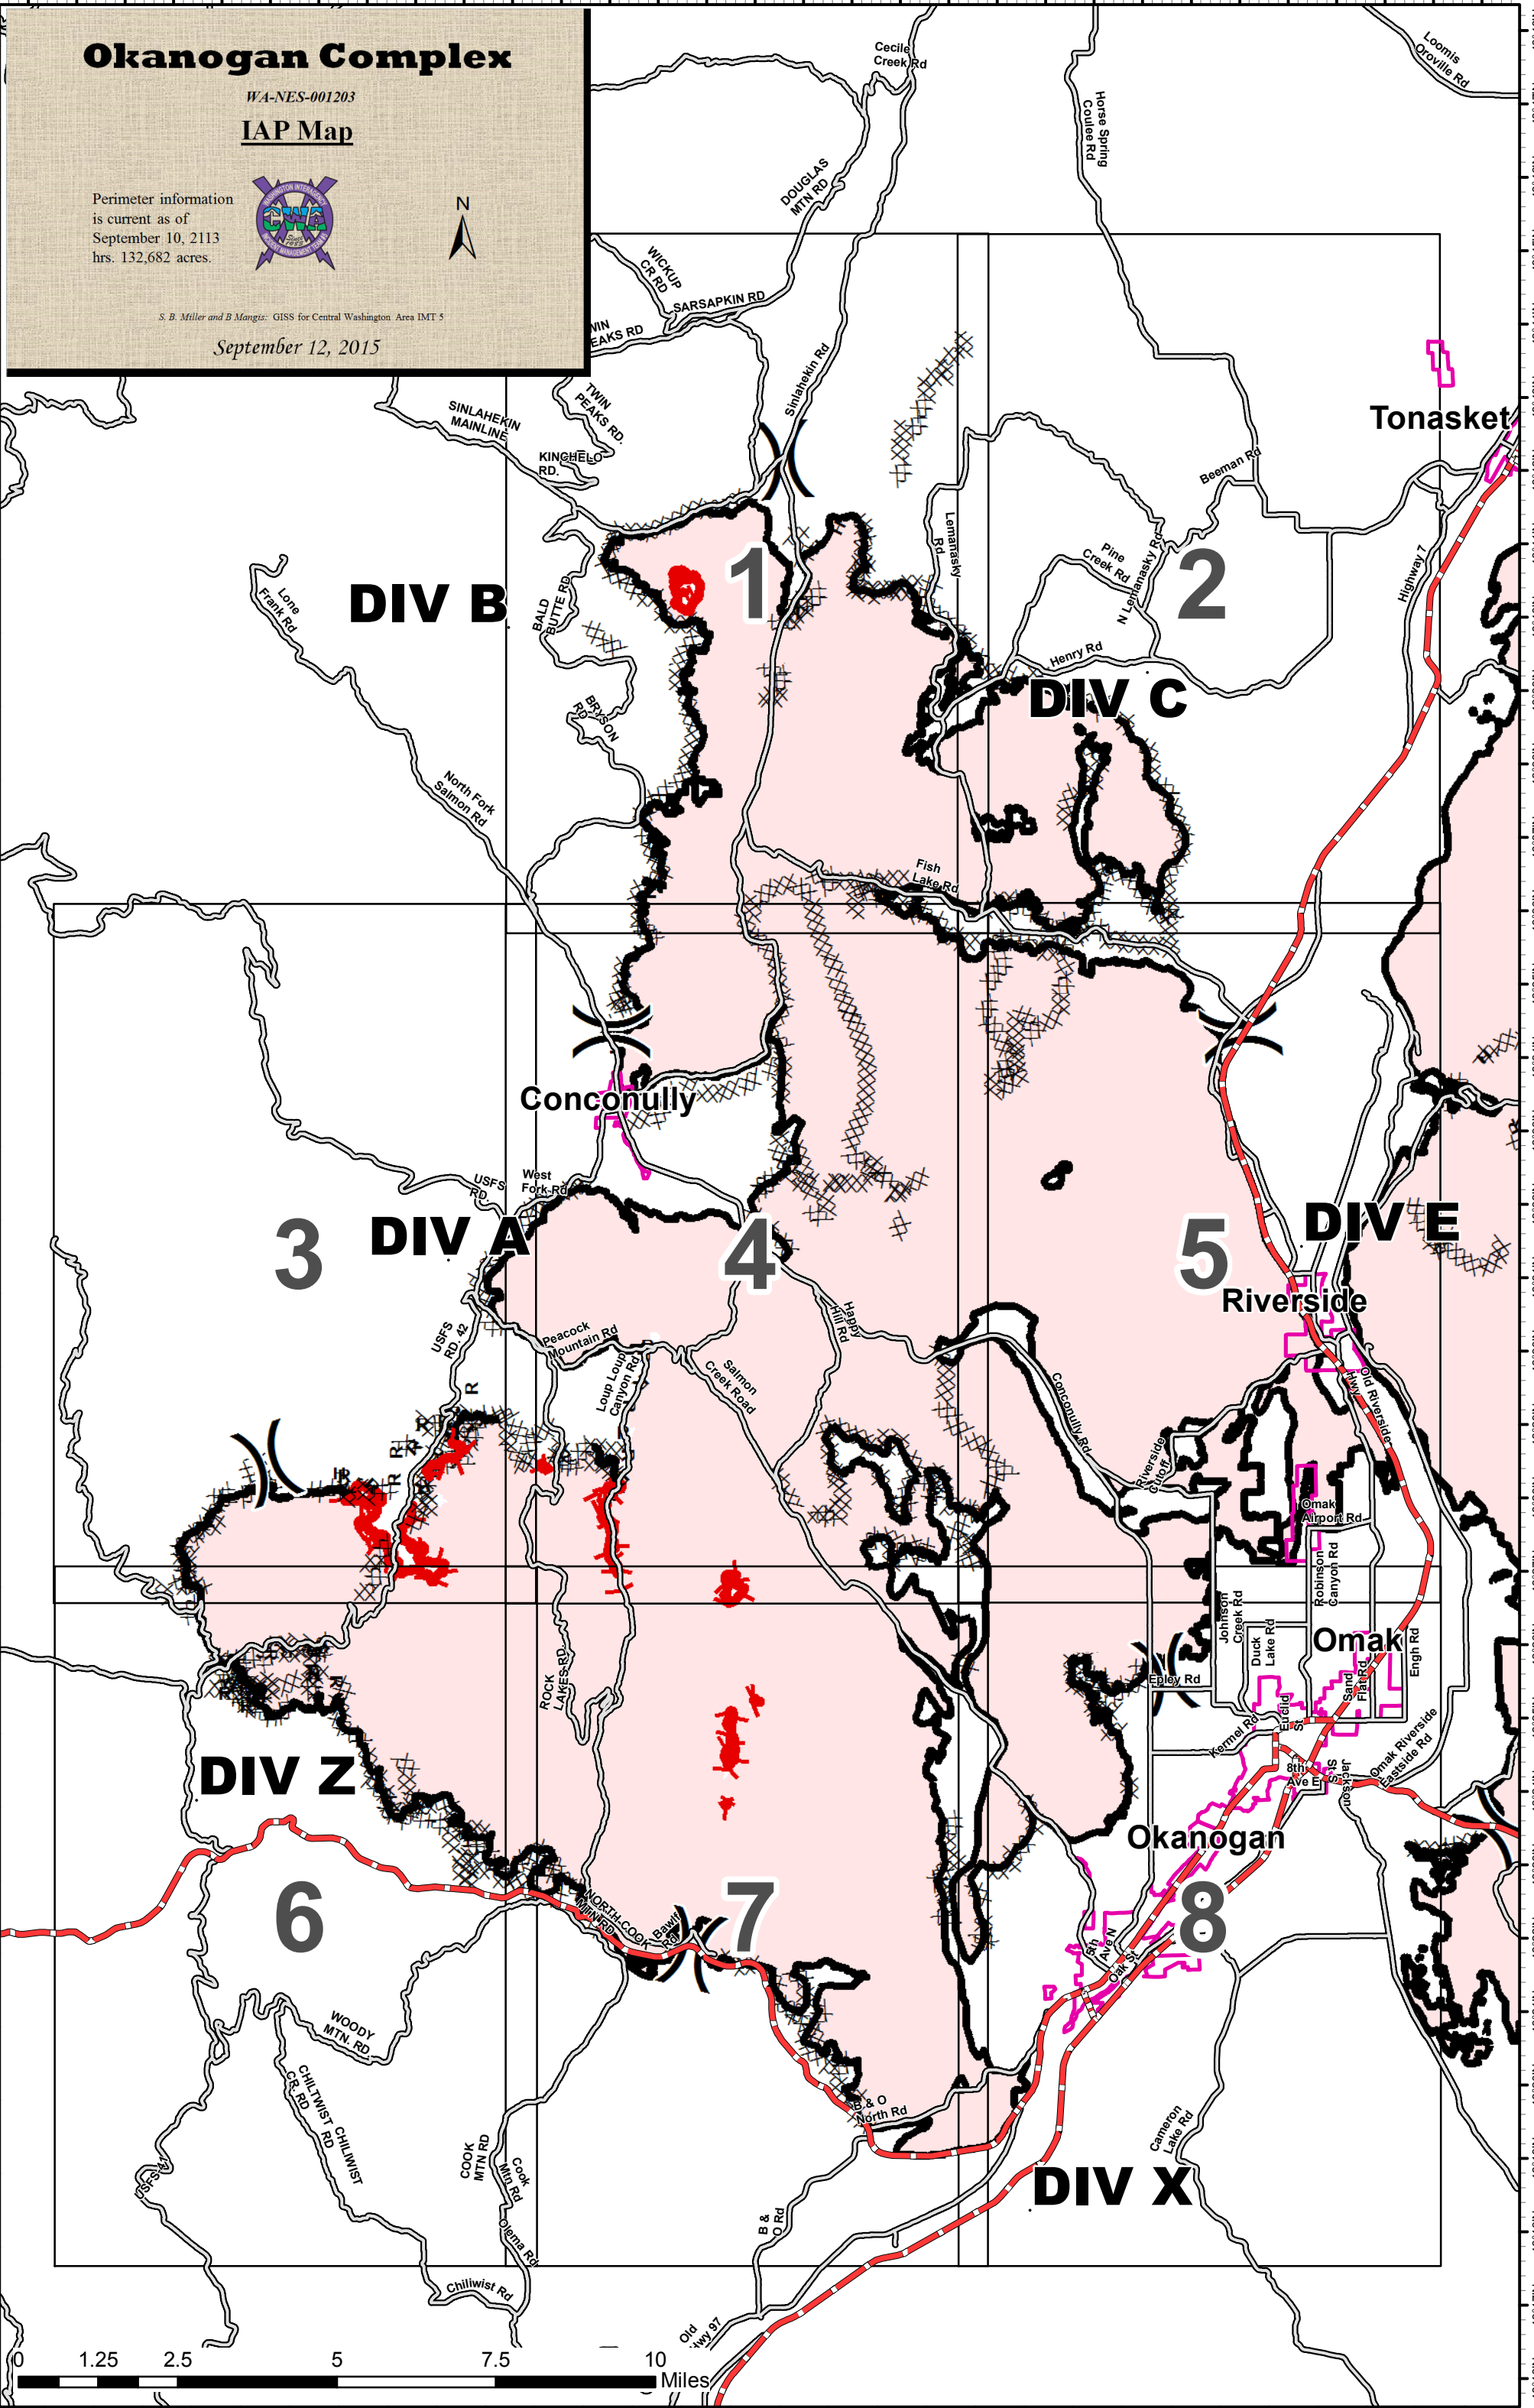 Okanogan Complex
WA-NES-001203
IAP Map
Perimeter information
is current as of
September 10, 2113
hrs. 132,682 acres.
N
S. B. Miller and B Mangis: GISS for Central Washington Area IMT 5
September 12, 2015
Cecile
Creek Rd
Loomis
Oroville Rd
Horse Spring
Coulee Rd
DOUGLAS
MTN RD
WICKUP
CR RD
SARSAPKIN RD
WIN
EAKS RD
Sinlahekin Rd
TWIN
PEAKS RD.
SINLAHEKIN
MAINLINE
KINCHELO
RD.
Tonasket
Beeman Rd
Lemanasky
Rd
Pine
Creek Rd
N Lemanasky Rd
Highway 7
1
2
DIV B
BALD
BUTTE RD
Lone
Frank Rd
Henry Rd
DIV C
BRYSON
RD
North Fork
Salmon Rd
Fish
Lake Rd
Conconully
USFS
RD.
West
Fork Rd
3
DIV A
4
5
DIV E
Riverside
USFS
RD. 42
Peacock
Mountain Rd
Happy
Hill Rd
Loup Loup
Canyon Rd
Salmon
Creek Road
Conconully Rd
Hwy
Old Riverside
R
R
R
R
R
R
Riverside
Cutoff
Omak
Airport Rd
Robinson
Canyon Rd
Johnson
Creek Rd
Duck
Lake Rd
Omak
Engh Rd
Sand
Flat Rd
Epley Rd
ROCK
LAKES RD
Euclid
St
Kermel Rd
8th
Ave E
St S
Jackson
Omak Riverside
Eastside Rd
DIV Z
Okanogan
6
7
8
NORTH COOK
MTN RD
Bawlf
Rd
5th
Ave N
Oak St
WOODY
MTN. RD
CHILTWIST
CR. RD
CHILIWIST
RD
B & O
North Rd
Cameron
Lake Rd
COOK
MTN RD
Cook
Mtn Rd
DIV X
B &
O Rd
Olema Rd
Chiliwist Rd
Old
Hwy 97
0 1.25 2.5 5 7.5 10
Miles